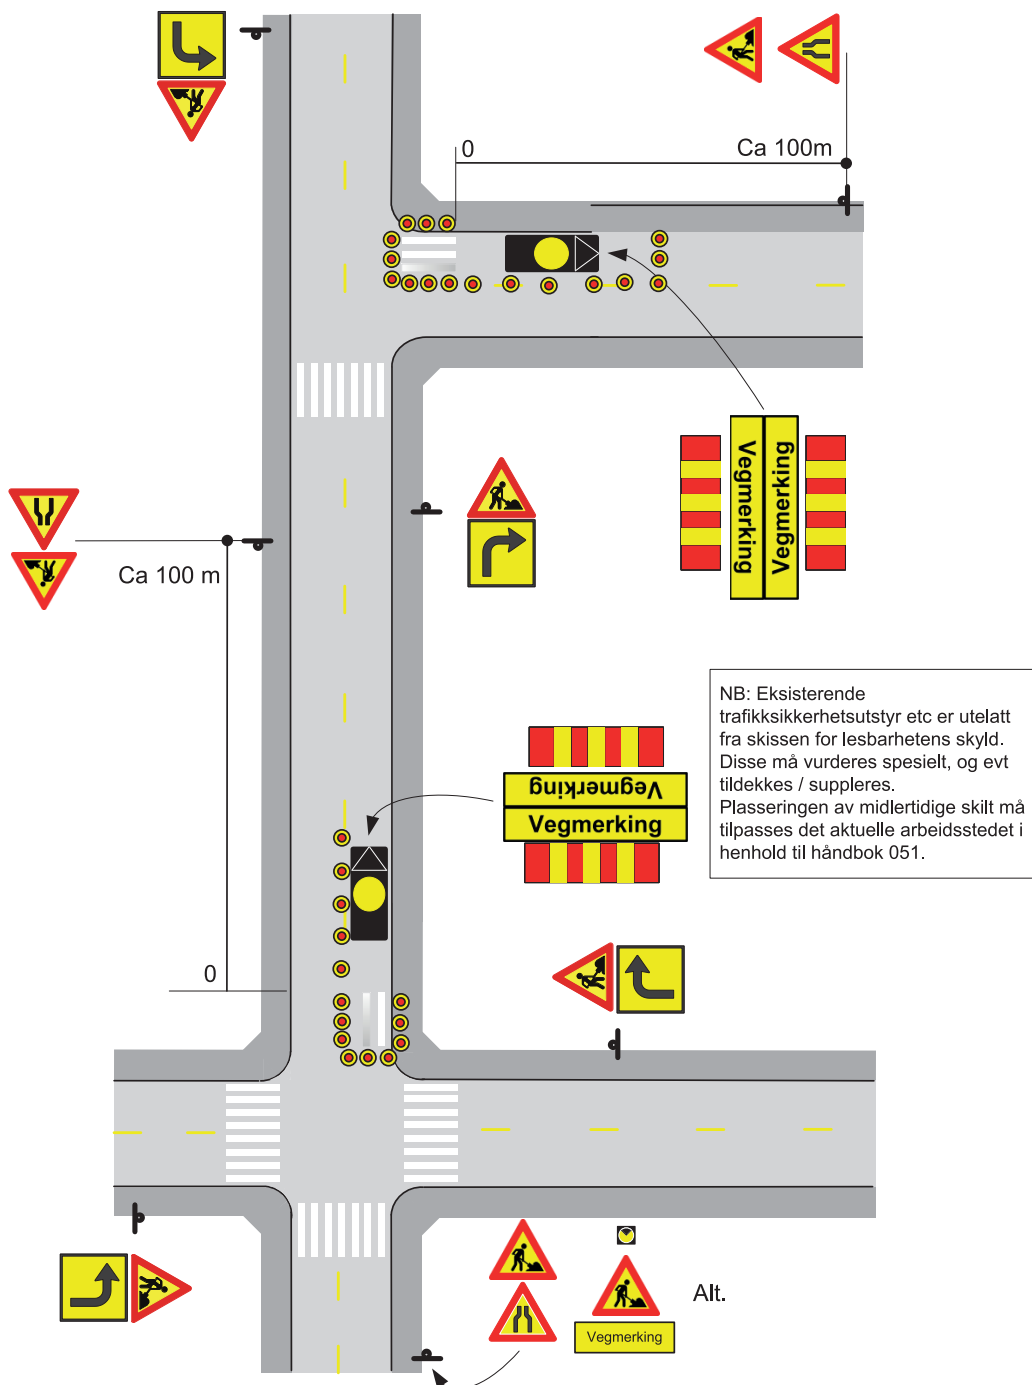 0
Ca 100m
Vegmerking
Vegmerking
Ca 100 m
NB: Eksisterende
trafikksikkerhetsutstyr etc er utelatt
fra skissen for lesbarhetens skyld.
Disse må vurderes spesielt, og evt
tildekkes / suppleres.
Plasseringen av midlertidige skilt må
tilpasses det aktuelle arbeidsstedet i
henhold til håndbok 051.
Vegmerking
Vegmerking
0
Alt.
Vegmerking